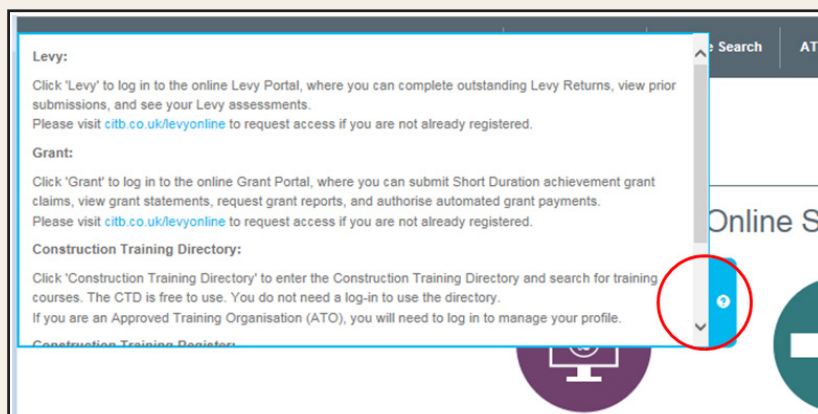 e Search
AT
Levy:
Click 'Levy' to log in to the online Levy Portal, where you can complete outstanding Levy Returns, view prior
submissions, and see your Levy assessments.
Please visit citb.co.uk/levyonline to request access if you are not already registered.
Grant:
Click 'Grant' to log in to the online Grant Portal, where you can submit Short Duration achievement grant
claims, view grant statements, request grant reports, and authorise automated grant payments.
Please visit citb.co.uk/levyonline to request access if you are not already registered.
Construction Training Directory:
Click 'Construction Training Directory' to enter the Construction Training Directory and search for training
courses. The CTD is free to use. You do not need a log-in to use the directory.
If you are an Approved Training Organisation (ATO), you will need to log in to manage your profile.
Construction Training Register:
Online S
?